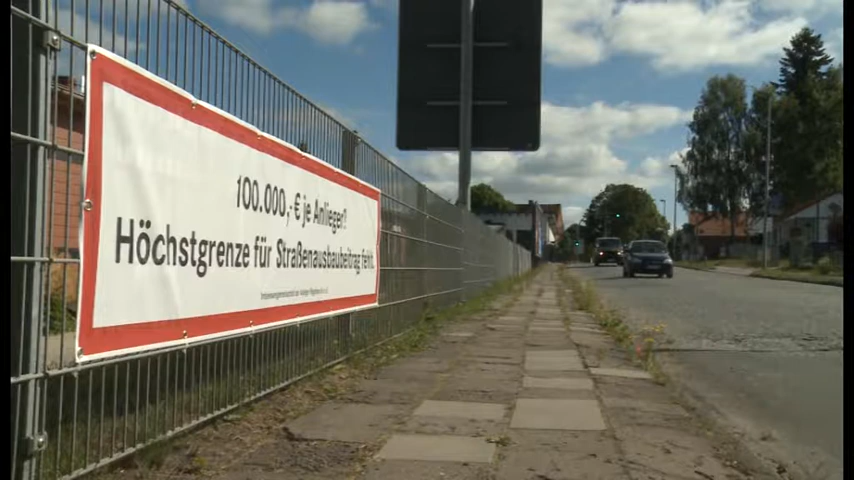 100.000,-€ je Anlieger?!
Höchstgrenze für Straßenausbaubeitrag fehlt.